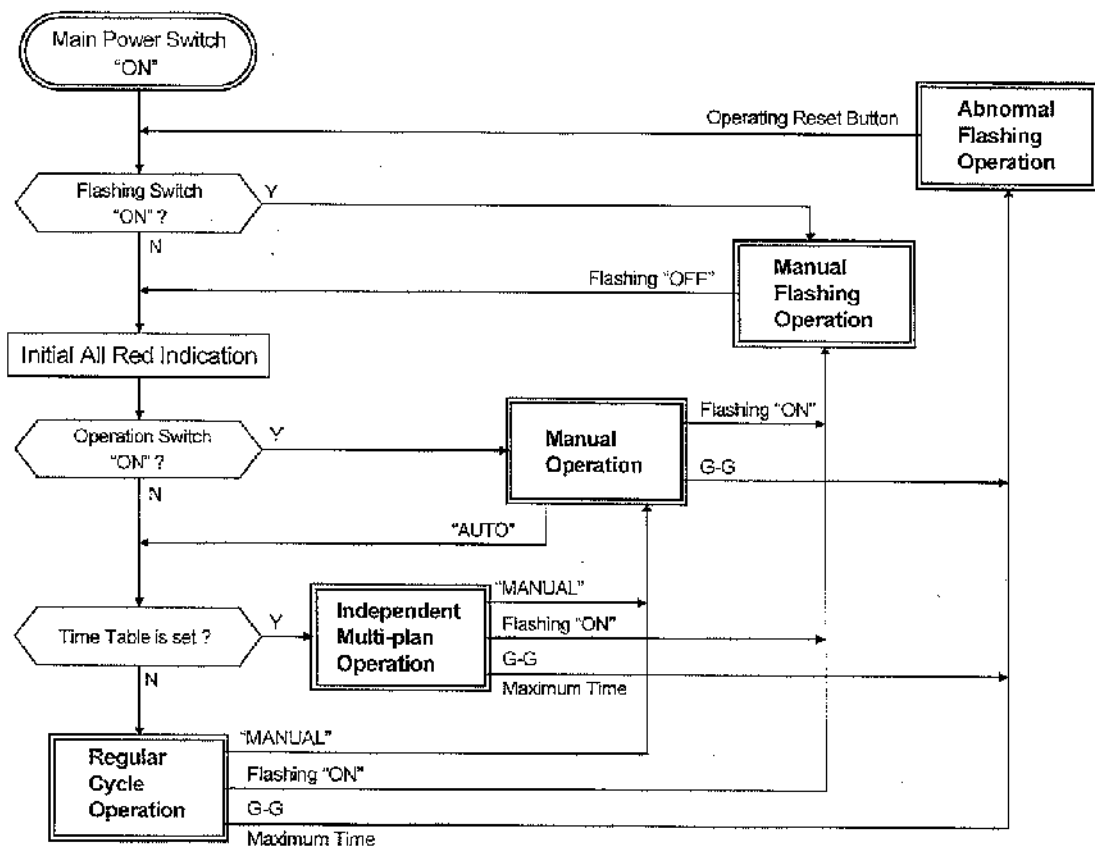 Main Power Switch
"ON"
Operating Reset Button
Abnormal
Flashing
Operation
Flashing Switch
"ON" ?
Y
N
Flashing "OFF"
Manual
Flashing
Operation
Initial All Red Indication
Operation Switch
"ON" ?
Y
N
Manual
Operation
Flashing "ON"
G-G
"AUTO"
Time Table is set ?
Y
N
Independent
Multi-plan
Operation
"MANUAL"
Flashing "ON"
G-G
Maximum Time
Regular
Cycle
Operation
"MANUAL"
Flashing "ON"
G-G
Maximum Time